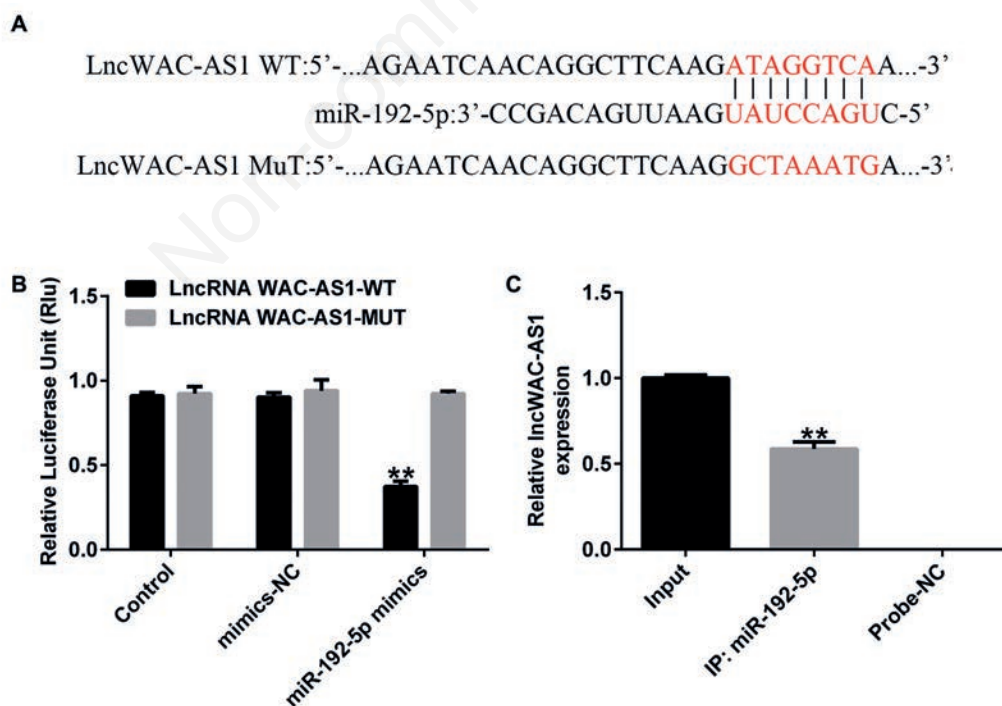 Non-comm
A
LncWAC-AS1 WT:5’-...AGAATCAACAGGCTTCAAGATAGGTCAA...-3’
miR-192-5p:3’-CCGACAGUUAAGUAUCCAGUC-5’
LncWAC-AS1 MuT:5’-...AGAATCAACAGGCTTCAAGGCTAAATGA...-3’
B
LncRNA WAC-AS1-WT
LncRNA WAC-AS1-MUT
Relative Luciferase Unit (Rlu)
1.5
1.0
0.5
0.0
**
Control
mimics-NC
miR-192-5p mimics
C
Relative lncWAC-AS1
expression
1.5
1.0
0.5
0.0
**
Input
IP: miR-192-5p
Probe-NC